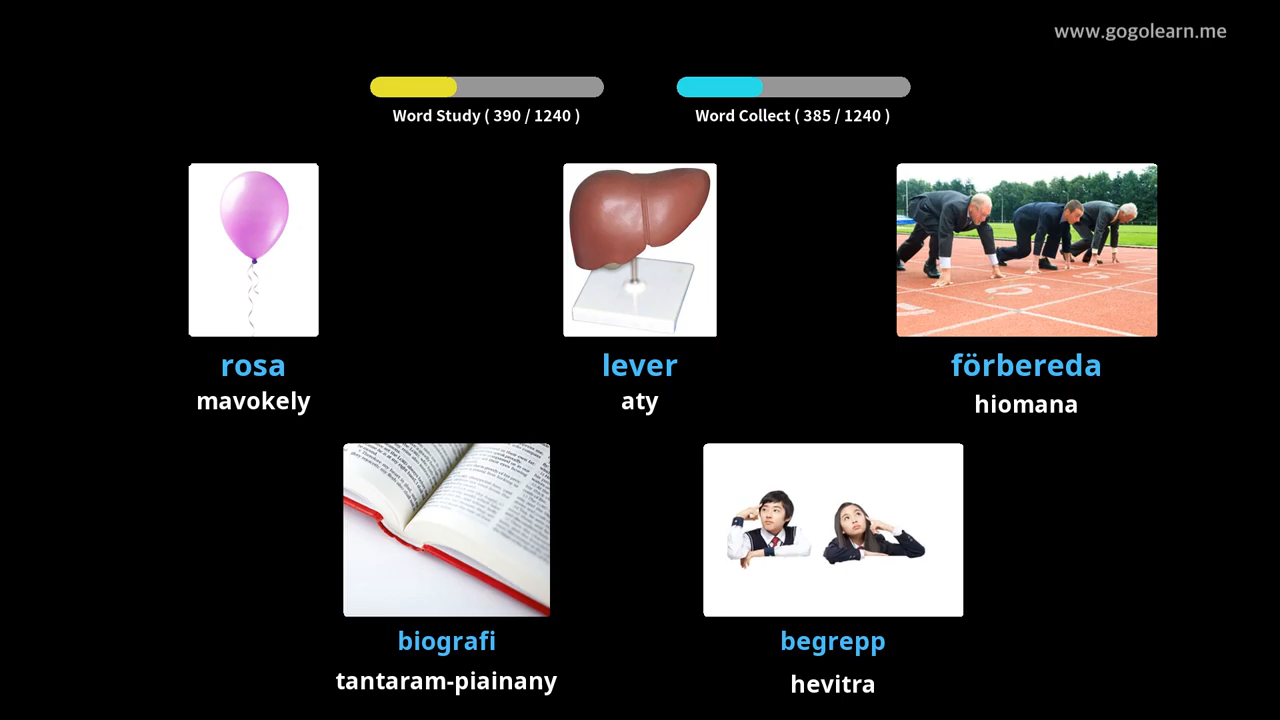 www.gogolearn.me
Word Study ( 390 / 1240 )
Word Collect ( 385 / 1240 )
rosa
mavokely
lever
aty
förbereda
hiomana
biografi
tantaram-piainany
begrepp
hevitra